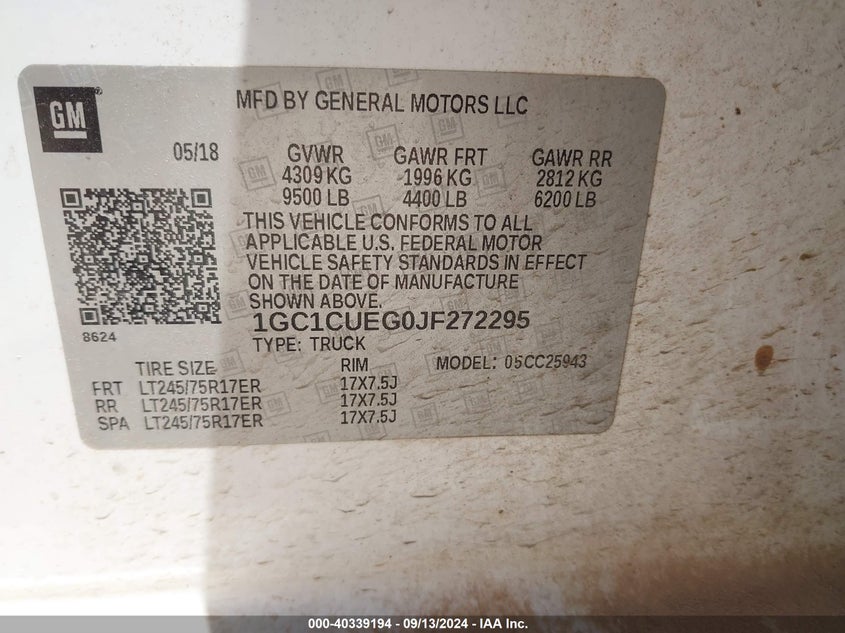 GM
MFD BY GENERAL MOTORS LLC
05/18
GVWR GAWR FRT GAWR RR
4309 KG 1996 KG 2812 KG
9500 LB 4400 LB 6200 LB
THIS VEHICLE CONFORMS TO ALL
APPLICABLE U.S. FEDERAL MOTOR
VEHICLE SAFETY STANDARDS IN EFFECT
ON THE DATE OF MANUFACTURE
SHOWN ABOVE.
8624
1GC1CUEG0JF272295
TYPE: TRUCK
MODEL: 05CC25943
TIRE SIZE RIM
FRT LT245/75R17ER 17X7.5J
RR LT245/75R17ER 17X7.5J
SPA LT245/75R17ER 17X7.5J
000-40339194 - 09/13/2024 - IAA Inc.